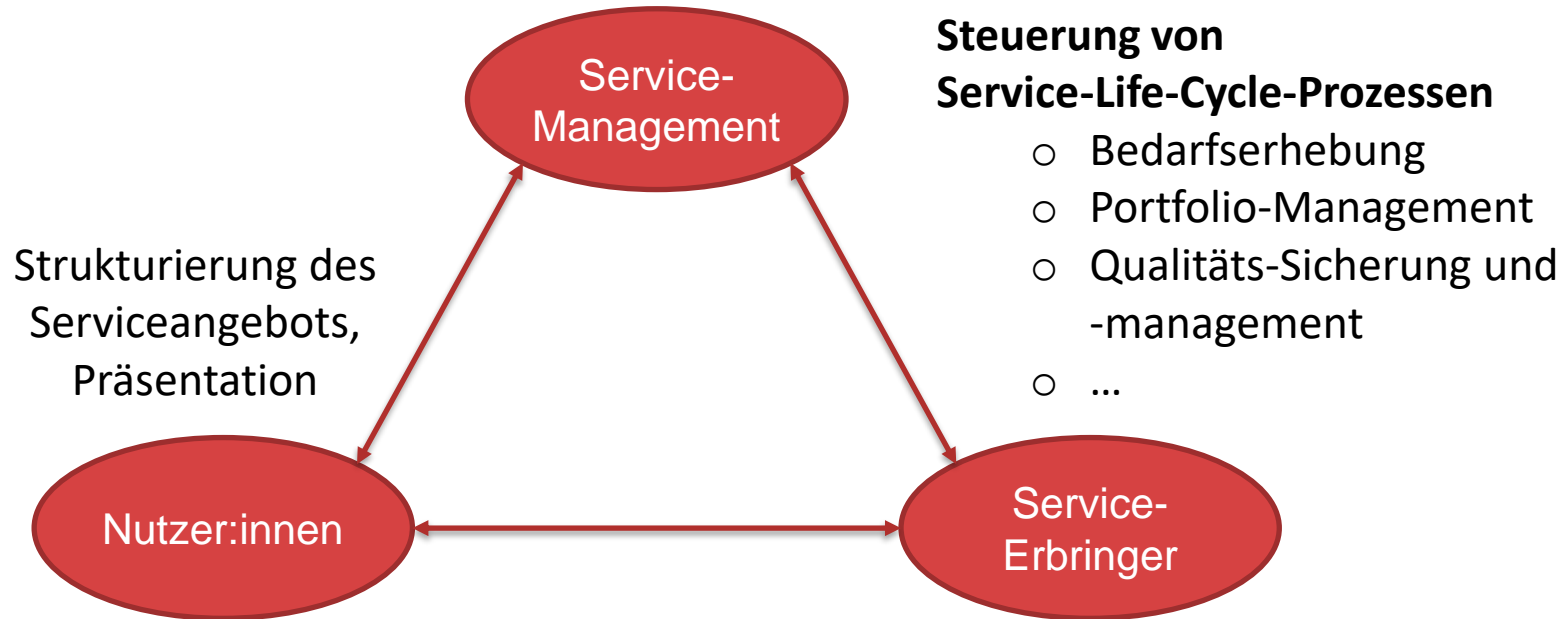 Service-
Management
Steuerung von
Service-Life-Cycle-Prozessen
o Bedarfserhebung
o Portfolio-Management
o Qualitäts-Sicherung und
-management
o ...
Strukturierung des
Serviceangebots,
Präsentation
Nutzer:innen
Service-
Erbringer